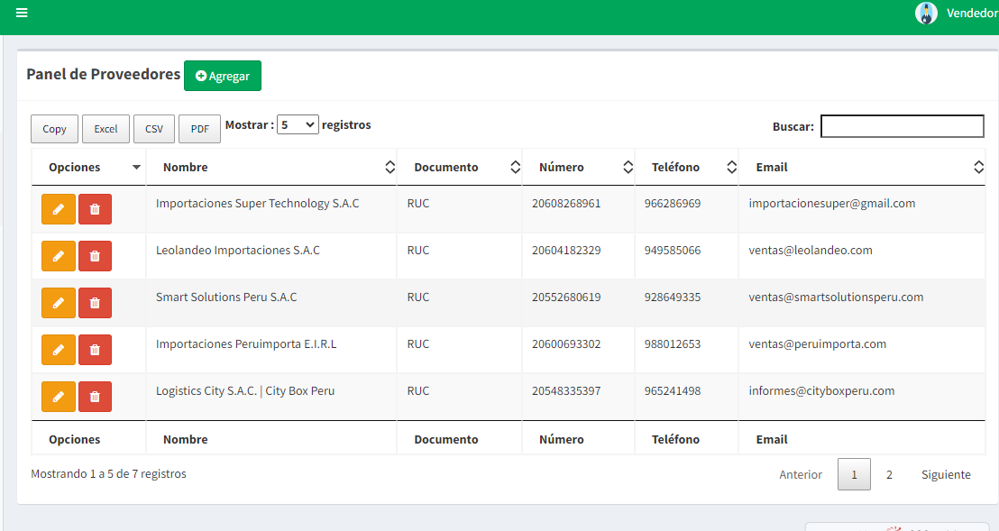 Vendedor
Panel de Proveedores Agregar
Copy Excel CSV PDF Mostrar : 5 registros Buscar:
Opciones Nombre Documento Número Teléfono Email
Importaciones Super Technology S.A.C RUC 20608268961 966286969 importacionesuper@gmail.com
Leolandeo Importaciones S.A.C RUC 20604182329 949585066 ventas@leolandeo.com
Smart Solutions Peru S.A.C RUC 20552680619 928649335 ventas@smartsolutionsperu.com
Importaciones Peruimporta E.I.R.L RUC 20600693302 988012653 ventas@peruimporta.com
Logistics City S.A.C. | City Box Peru RUC 20548335397 965241498 informes@cityboxperu.com
Opciones Nombre Documento Número Teléfono Email
Mostrando 1 a 5 de 7 registros Anterior 1 2 Siguiente